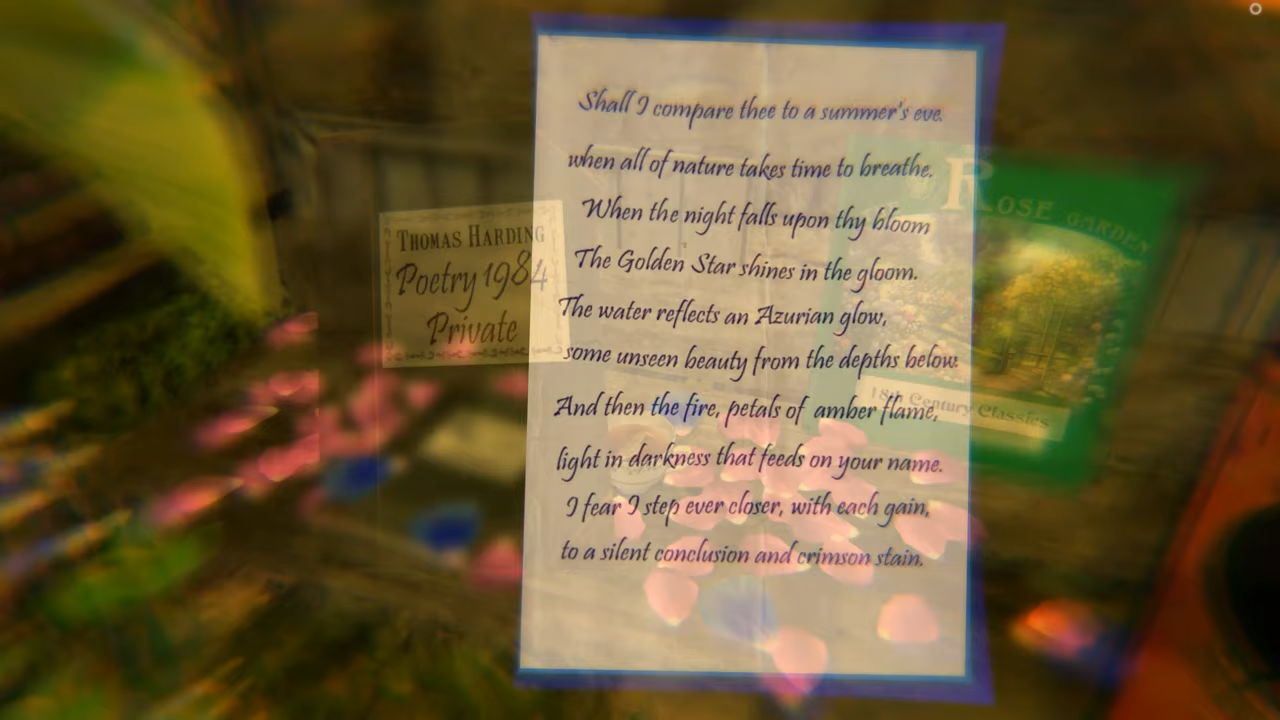 Shall I compare thee to a summer's eve.
when all of nature takes time to breathe.
When the night falls upon thy bloom
The Golden Star shines in the gloom.
The water reflects an Azurian glow,
some unseen beauty from the depths below.
And then the fire, petals of amber flame,
light in darkness that feeds on your name.
I fear I step ever closer, with each gain,
to a silent conclusion and crimson stain.
THOMAS HARDING
Poetry 1984
Private
ROSE GARDEN
18th Century Classics